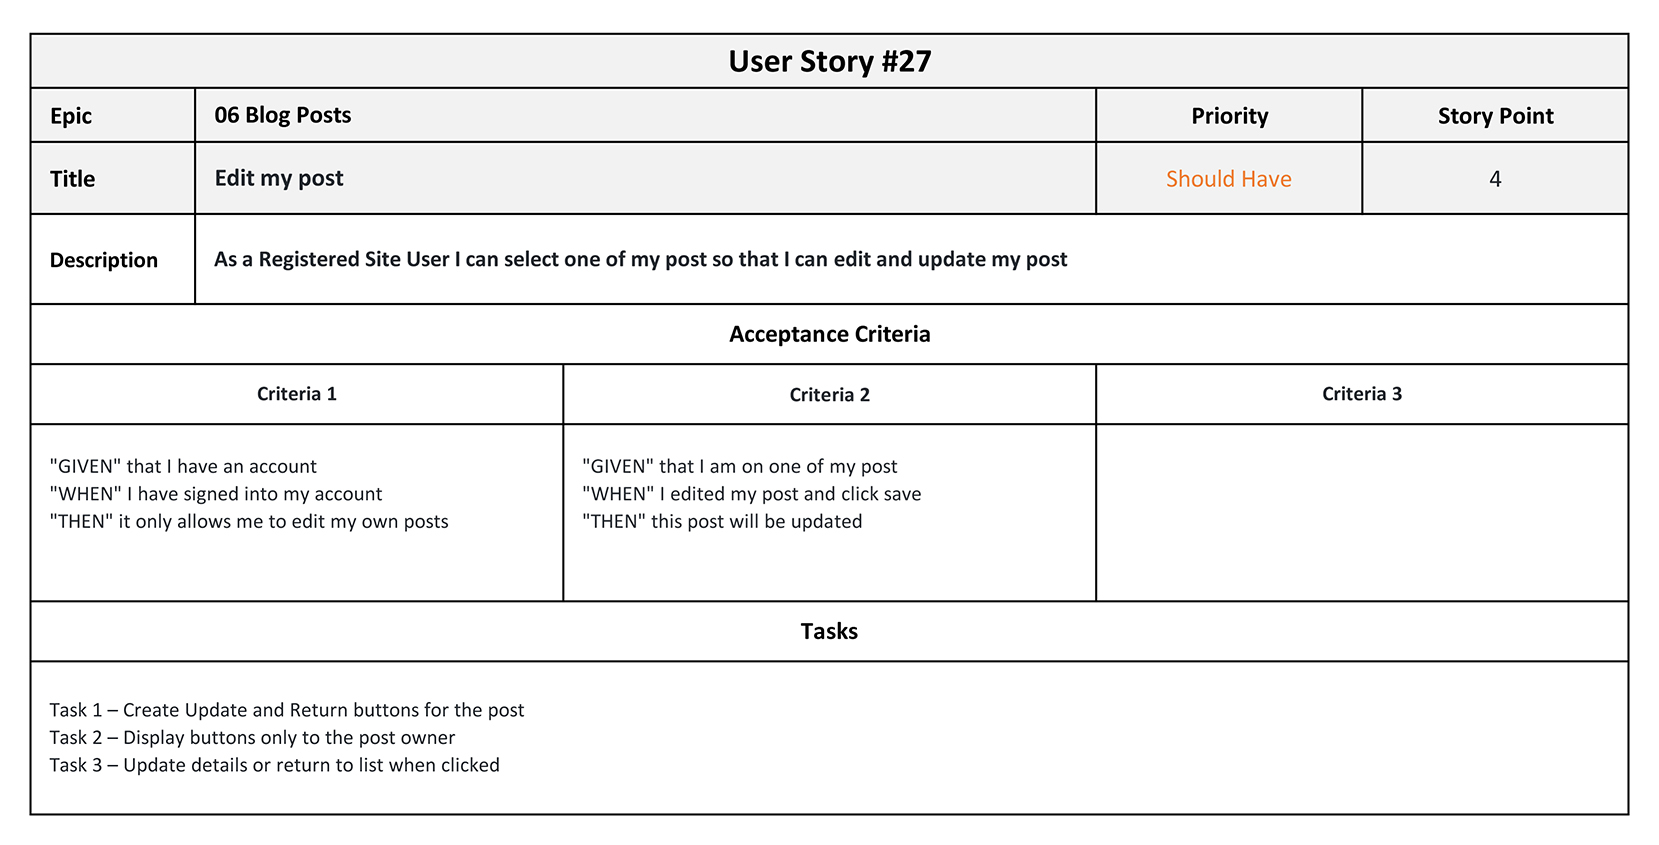 User Story #27
Epic 06 Blog Posts Priority Story Point
Title Edit my post Should Have 4
Description As a Registered Site User I can select one of my post so that I can edit and update my post
Acceptance Criteria
Criteria 1 Criteria 2 Criteria 3
"GIVEN" that I have an account
"WHEN" I have signed into my account
"THEN" it only allows me to edit my own posts
"GIVEN" that I am on one of my post
"WHEN" I edited my post and click save
"THEN" this post will be updated
Tasks
Task 1 – Create Update and Return buttons for the post
Task 2 – Display buttons only to the post owner
Task 3 – Update details or return to list when clicked